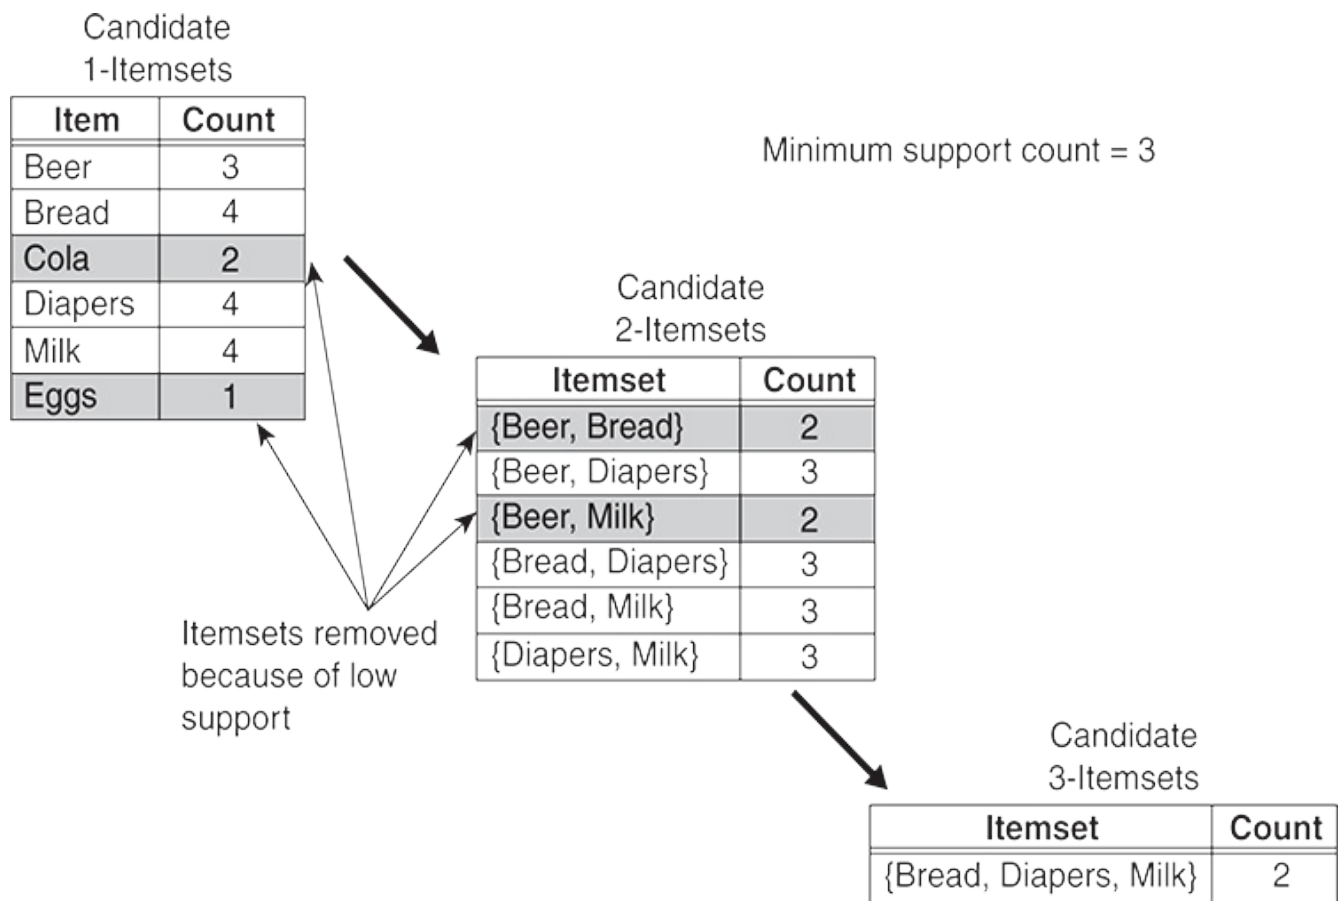 Candidate
1-Itemsets
Item Count
Beer 3
Bread 4
Cola 2
Diapers 4
Milk 4
Eggs 1
Minimum support count = 3
Candidate
2-Itemsets
Itemset Count
{Beer, Bread} 2
{Beer, Diapers} 3
{Beer, Milk} 2
{Bread, Diapers} 3
{Bread, Milk} 3
{Diapers, Milk} 3
Itemsets removed
because of low
support
Candidate
3-Itemsets
Itemset Count
{Bread, Diapers, Milk} 2